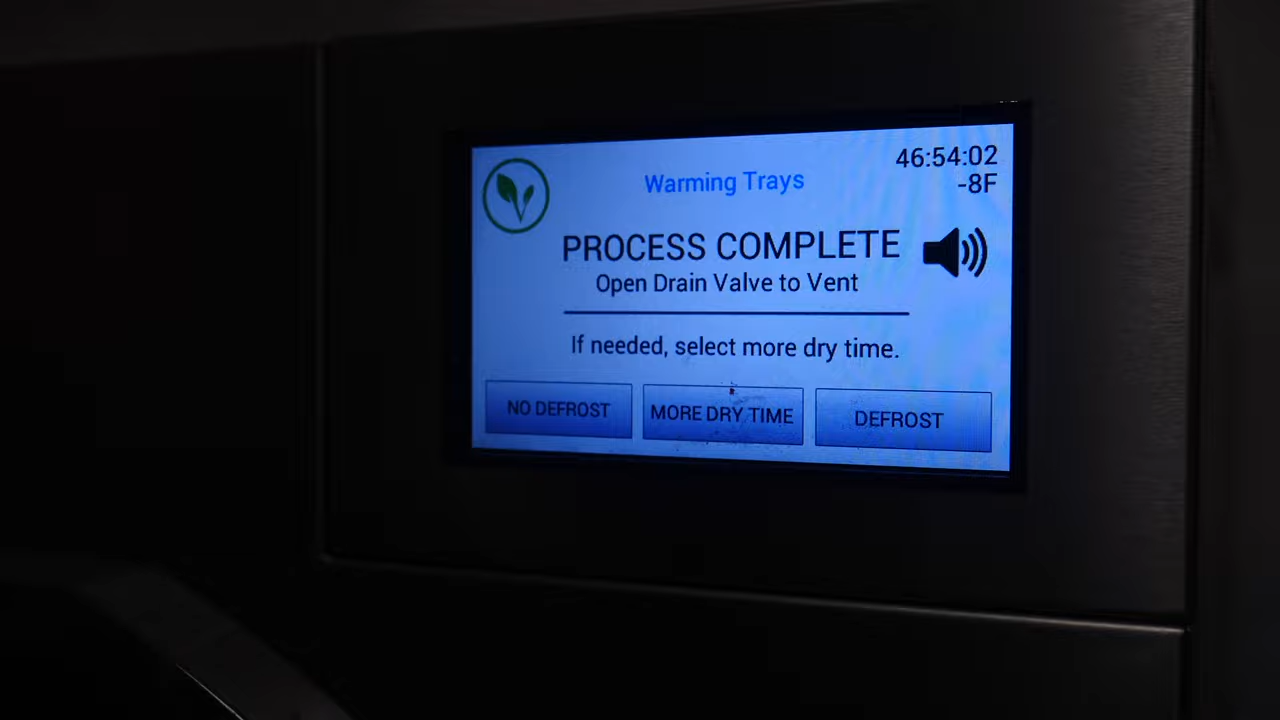 46:54:02
Warming Trays
-8F
PROCESS COMPLETE
Open Drain Valve to Vent
If needed, select more dry time.
NO DEFROST
MORE DRY TIME
DEFROST